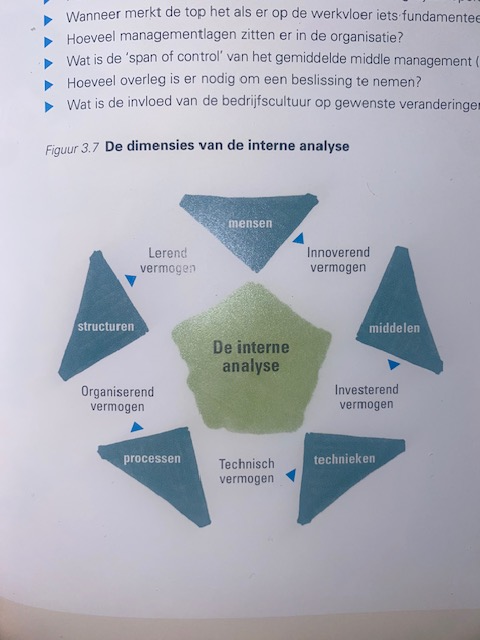 Wanneer merkt de top het als er op de werkvloer iets
Hoeveel managementlagen zitten er in de organisatie?
Wat is de 'span of control' van het gemiddelde middle management (
Hoeveel overleg is er nodig om een beslissing te nemen?
Wat is de invloed van de bedrijfscultuur op gewenste veranderingen
Figuur 3.7 De dimensies van de interne analyse
mensen
Lerend
vermogen
Innoverend
vermogen
structuren
middelen
De interne
analyse
Organiserend
vermogen
Investerend
vermogen
processen
Technisch
vermogen
technieken